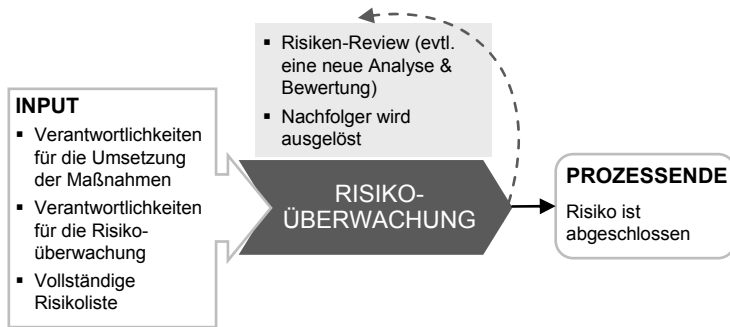 ▪ Risiken-Review (evtl.
eine neue Analyse &
Bewertung)
▪ Nachfolger wird
ausgelöst
INPUT
▪ Verantwortlichkeiten
für die Umsetzung
der Maßnahmen
▪ Verantwortlichkeiten
für die Risiko-
überwachung
▪ Vollständige
Risikoliste
RISIKO-
ÜBERWACHUNG
PROZESSENDE
Risiko ist
abgeschlossen